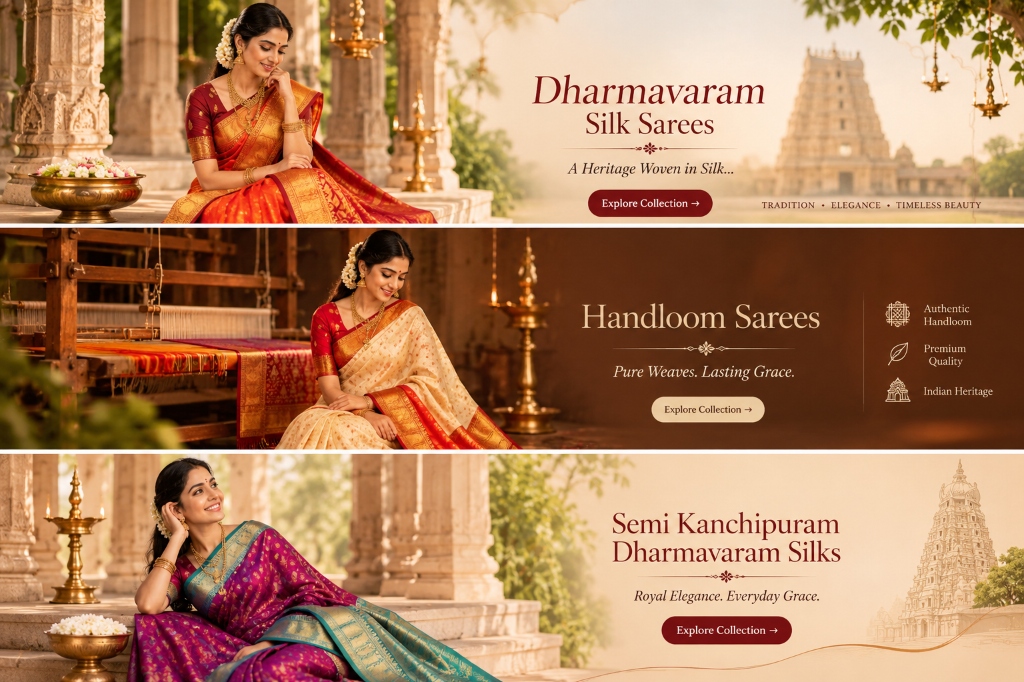 Dharmavaram
Silk Sarees
A Heritage Woven in Silk...
Explore Collection →
TRADITION • ELEGANCE • TIMELESS BEAUTY
Handloom Sarees
Pure Weaves. Lasting Grace.
Explore Collection →
Authentic
Handloom
Premium
Quality
Indian Heritage
Semi Kanchipuram
Dharmavaram Silks
Royal Elegance. Everyday Grace.
Explore Collection →